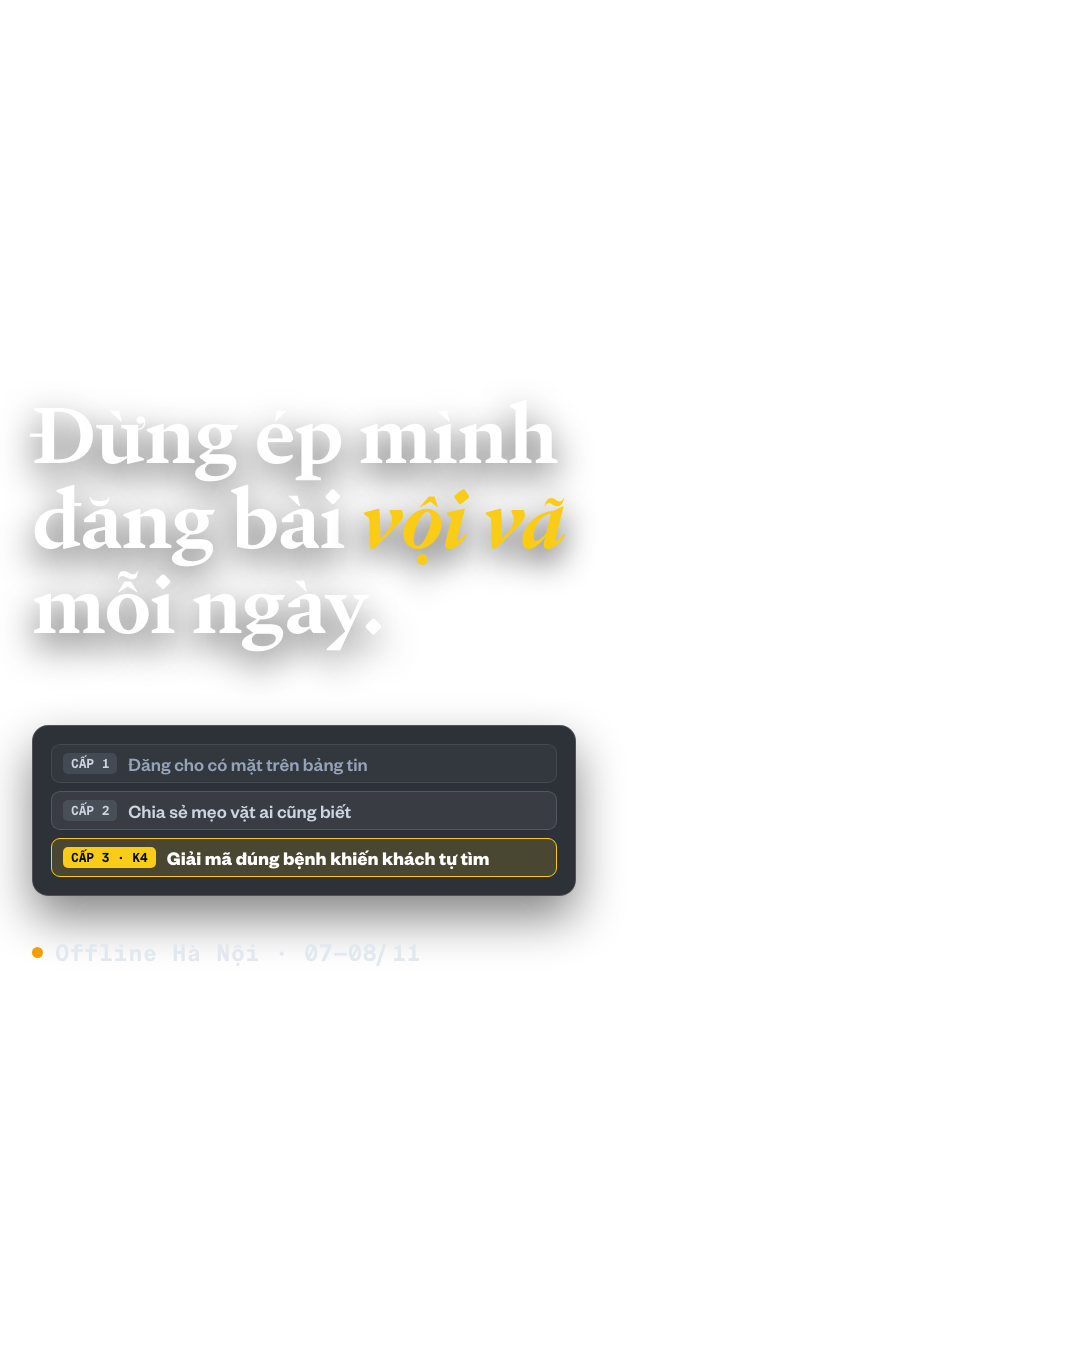 Đừng ép mình
đăng bài vội vã
mỗi ngày.
CẤP 1 Đăng cho có mặt trên bảng tin
CẤP 2 Chia sẻ mẹo vặt ai cũng biết
CẤP 3 · K4 Giải mã đúng bệnh khiến khách tự tìm
Offline Hà Nội · 07–08/11